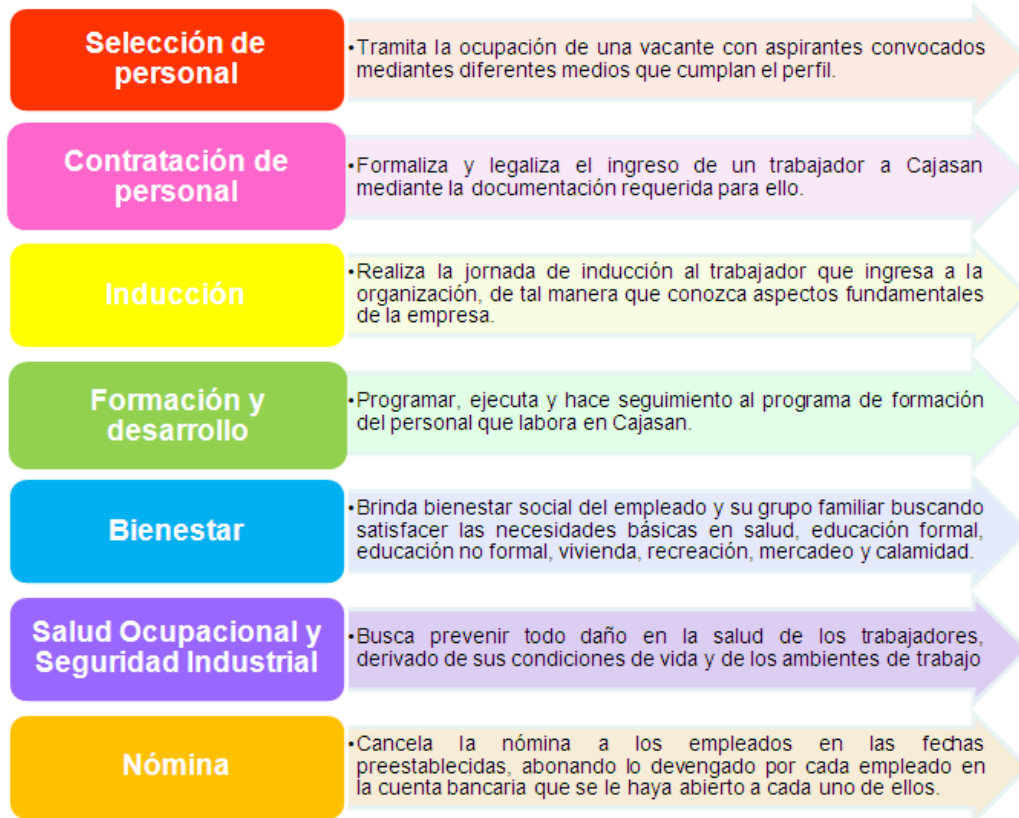 Selección de
personal
•Tramita la ocupación de una vacante con aspirantes convocados
mediantes diferentes medios que cumplan el perfil.
Contratación de
personal
•Formaliza y legaliza el ingreso de un trabajador a Cajasan
mediante la documentación requerida para ello.
Inducción
•Realiza la jornada de inducción al trabajador que ingresa a la
organización, de tal manera que conozca aspectos fundamentales
de la empresa.
Formación y
desarrollo
•Programar, ejecuta y hace seguimiento al programa de formación
del personal que labora en Cajasan.
Bienestar
•Brinda bienestar social del empleado y su grupo familiar buscando
satisfacer las necesidades básicas en salud, educación formal,
educación no formal, vivienda, recreación, mercadeo y calamidad.
Salud Ocupacional y
Seguridad Industrial
•Busca prevenir todo daño en la salud de los trabajadores,
derivado de sus condiciones de vida y de los ambientes de trabajo
Nómina
•Cancela la nómina a los empleados en las fechas
preestablecidas, abonando lo devengado por cada empleado en
la cuenta bancaria que se le haya abierto a cada uno de ellos.